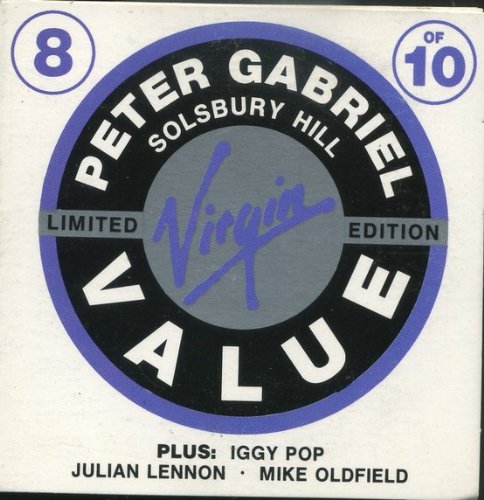 8
OF
10
PETER GABRIEL
SOLSBURY HILL
LIMITED
Virgin
EDITION
VALUE
PLUS: IGGY POP
JULIAN LENNON · MIKE OLDFIELD